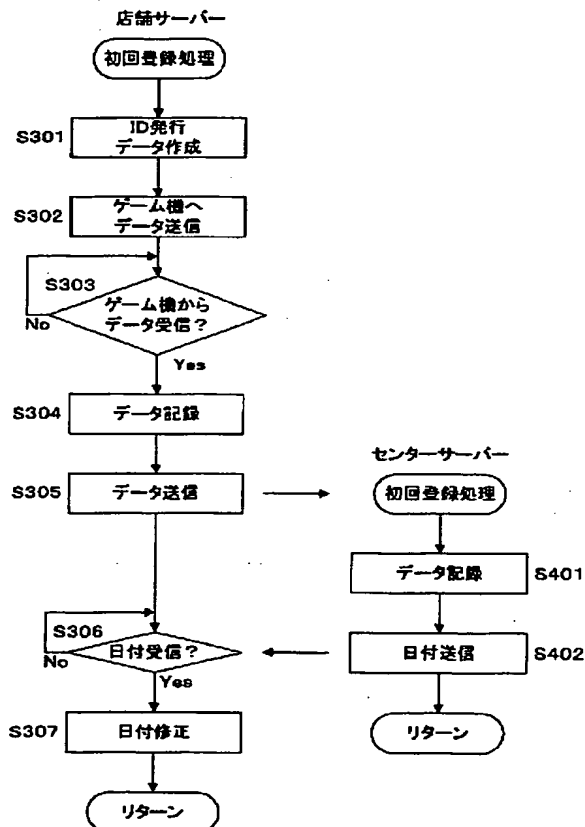 店舗サーバー
初回登録処理
S301
ID発行
データ作成
S302
ゲーム機へ
データ送信
S303
ゲーム機から
データ受信?
No
Yes
S304
データ記録
S305
データ送信
センターサーバー
初回登録処理
データ記録
S401
S306
日付受信?
No
Yes
日付送信
S402
S307
日付修正
リターン
リターン